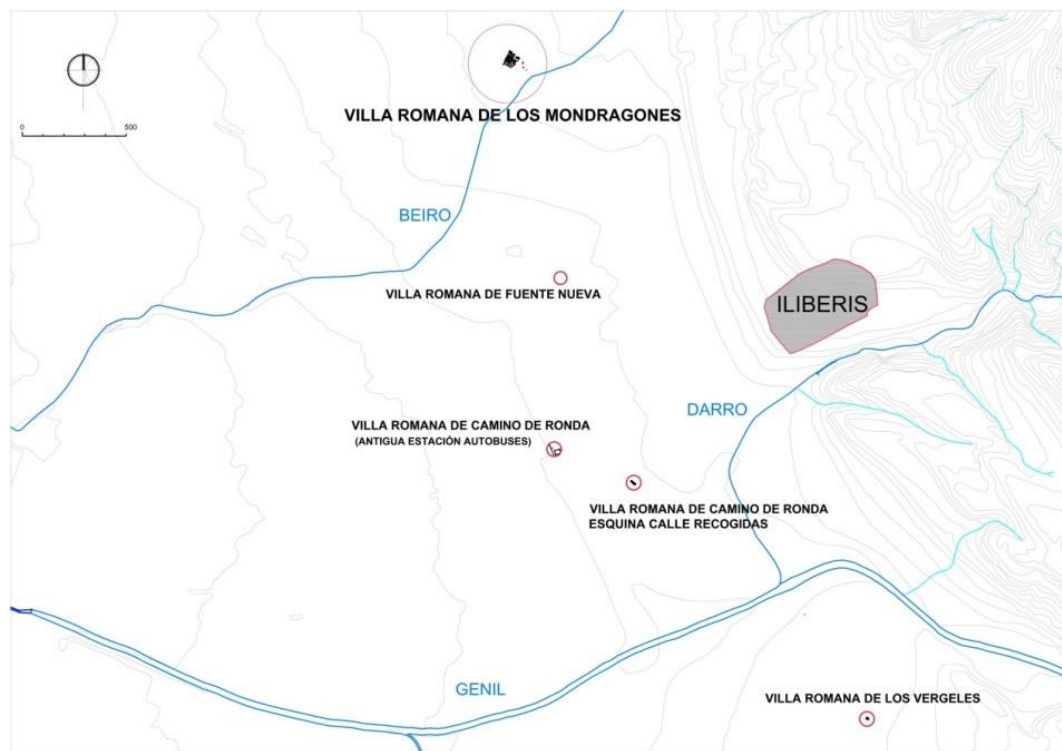 0
500
VILLA ROMANA DE LOS MONDRAGONES
BEIRO
VILLA ROMANA DE FUENTE NUEVA
ILIBERIS
DARRO
VILLA ROMANA DE CAMINO DE RONDA
(ANTIGUA ESTACIÓN AUTOBUSES)
VILLA ROMANA DE CAMINO DE RONDA
ESQUINA CALLE RECOGIDAS
GENIL
VILLA ROMANA DE LOS VERGELES